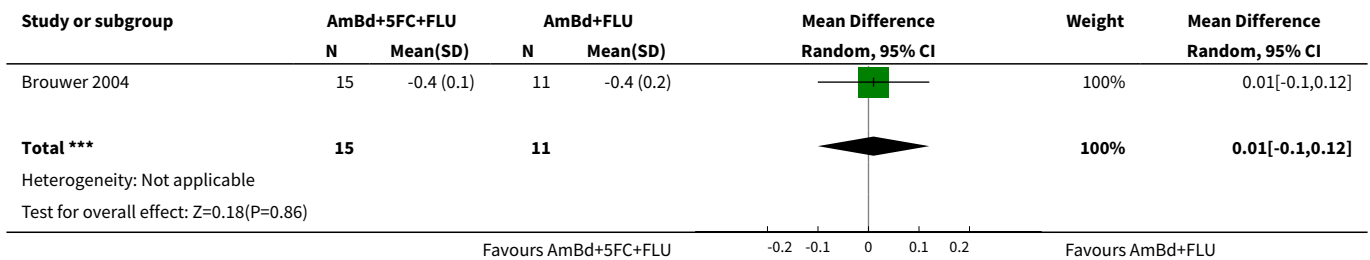 Study or subgroup AmBd+5FC+FLU AmBd+FLU Mean Difference Weight Mean Difference
N Mean(SD) N Mean(SD) Random, 95% CI Random, 95% CI
Brouwer 2004 15 -0.4 (0.1) 11 -0.4 (0.2) 100% 0.01[-0.1,0.12]
Total *** 15 11 100% 0.01[-0.1,0.12]
Heterogeneity: Not applicable
Test for overall effect: Z=0.18(P=0.86)
Favours AmBd+5FC+FLU -0.2 -0.1 0 0.1 0.2 Favours AmBd+FLU